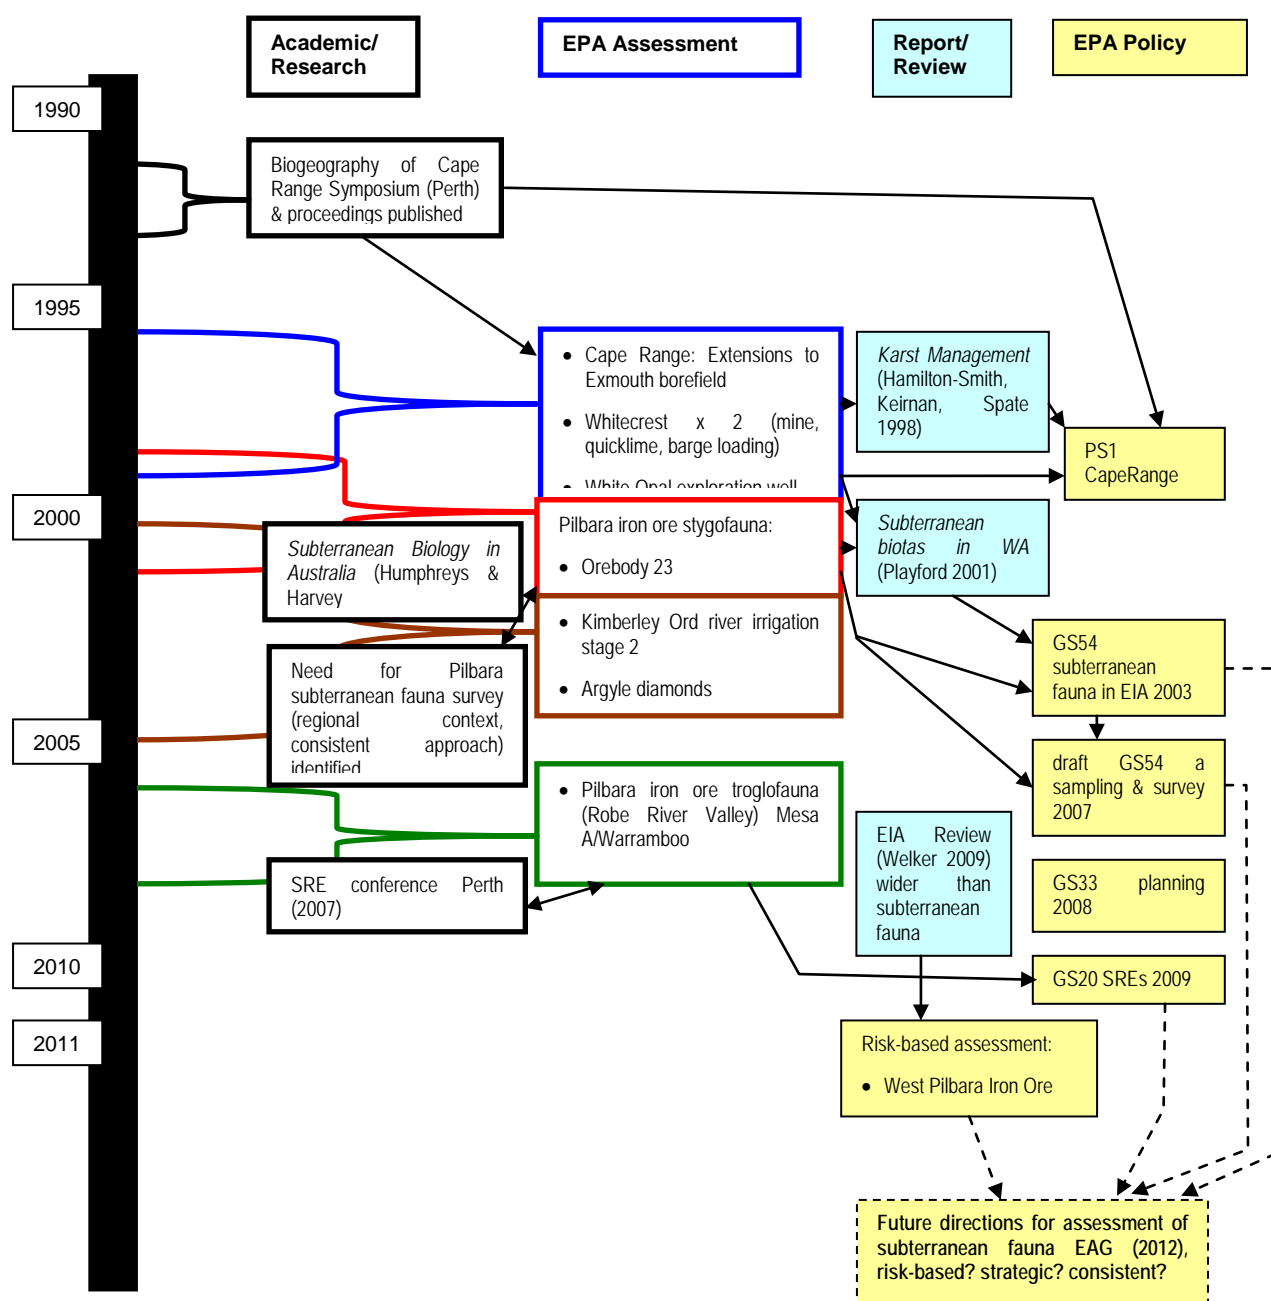 Academic/
Research
EPA Assessment
Report/
Review
EPA Policy
1990
Biogeography of Cape
Range Symposium (Perth)
& proceedings published
1995
• Cape Range: Extensions to
Exmouth borefield
• Whitecrest x 2 (mine,
quicklime, barge loading)
• White Opal exploration well
Karst Management
(Hamilton-Smith,
Keirnan, Spate
1998)
PS1
CapeRange
2000
Subterranean Biology in
Australia (Humphreys &
Harvey
Pilbara iron ore stygofauna:
• Orebody 23
Subterranean
biotas in WA
(Playford 2001)
• Kimberley Ord river irrigation
stage 2
• Argyle diamonds
GS54
subterranean
fauna in EIA 2003
Need for Pilbara
subterranean fauna survey
(regional context,
consistent approach)
identified
2005
draft GS54 a
sampling & survey
2007
• Pilbara iron ore troglofauna
(Robe River Valley) Mesa
A/Warramboo
EIA Review
(Welker 2009)
wider than
subterranean
fauna
SRE conference Perth
(2007)
GS33 planning
2008
2010
GS20 SREs 2009
2011
Risk-based assessment:
• West Pilbara Iron Ore
Future directions for assessment of
subterranean fauna EAG (2012),
risk-based? strategic? consistent?